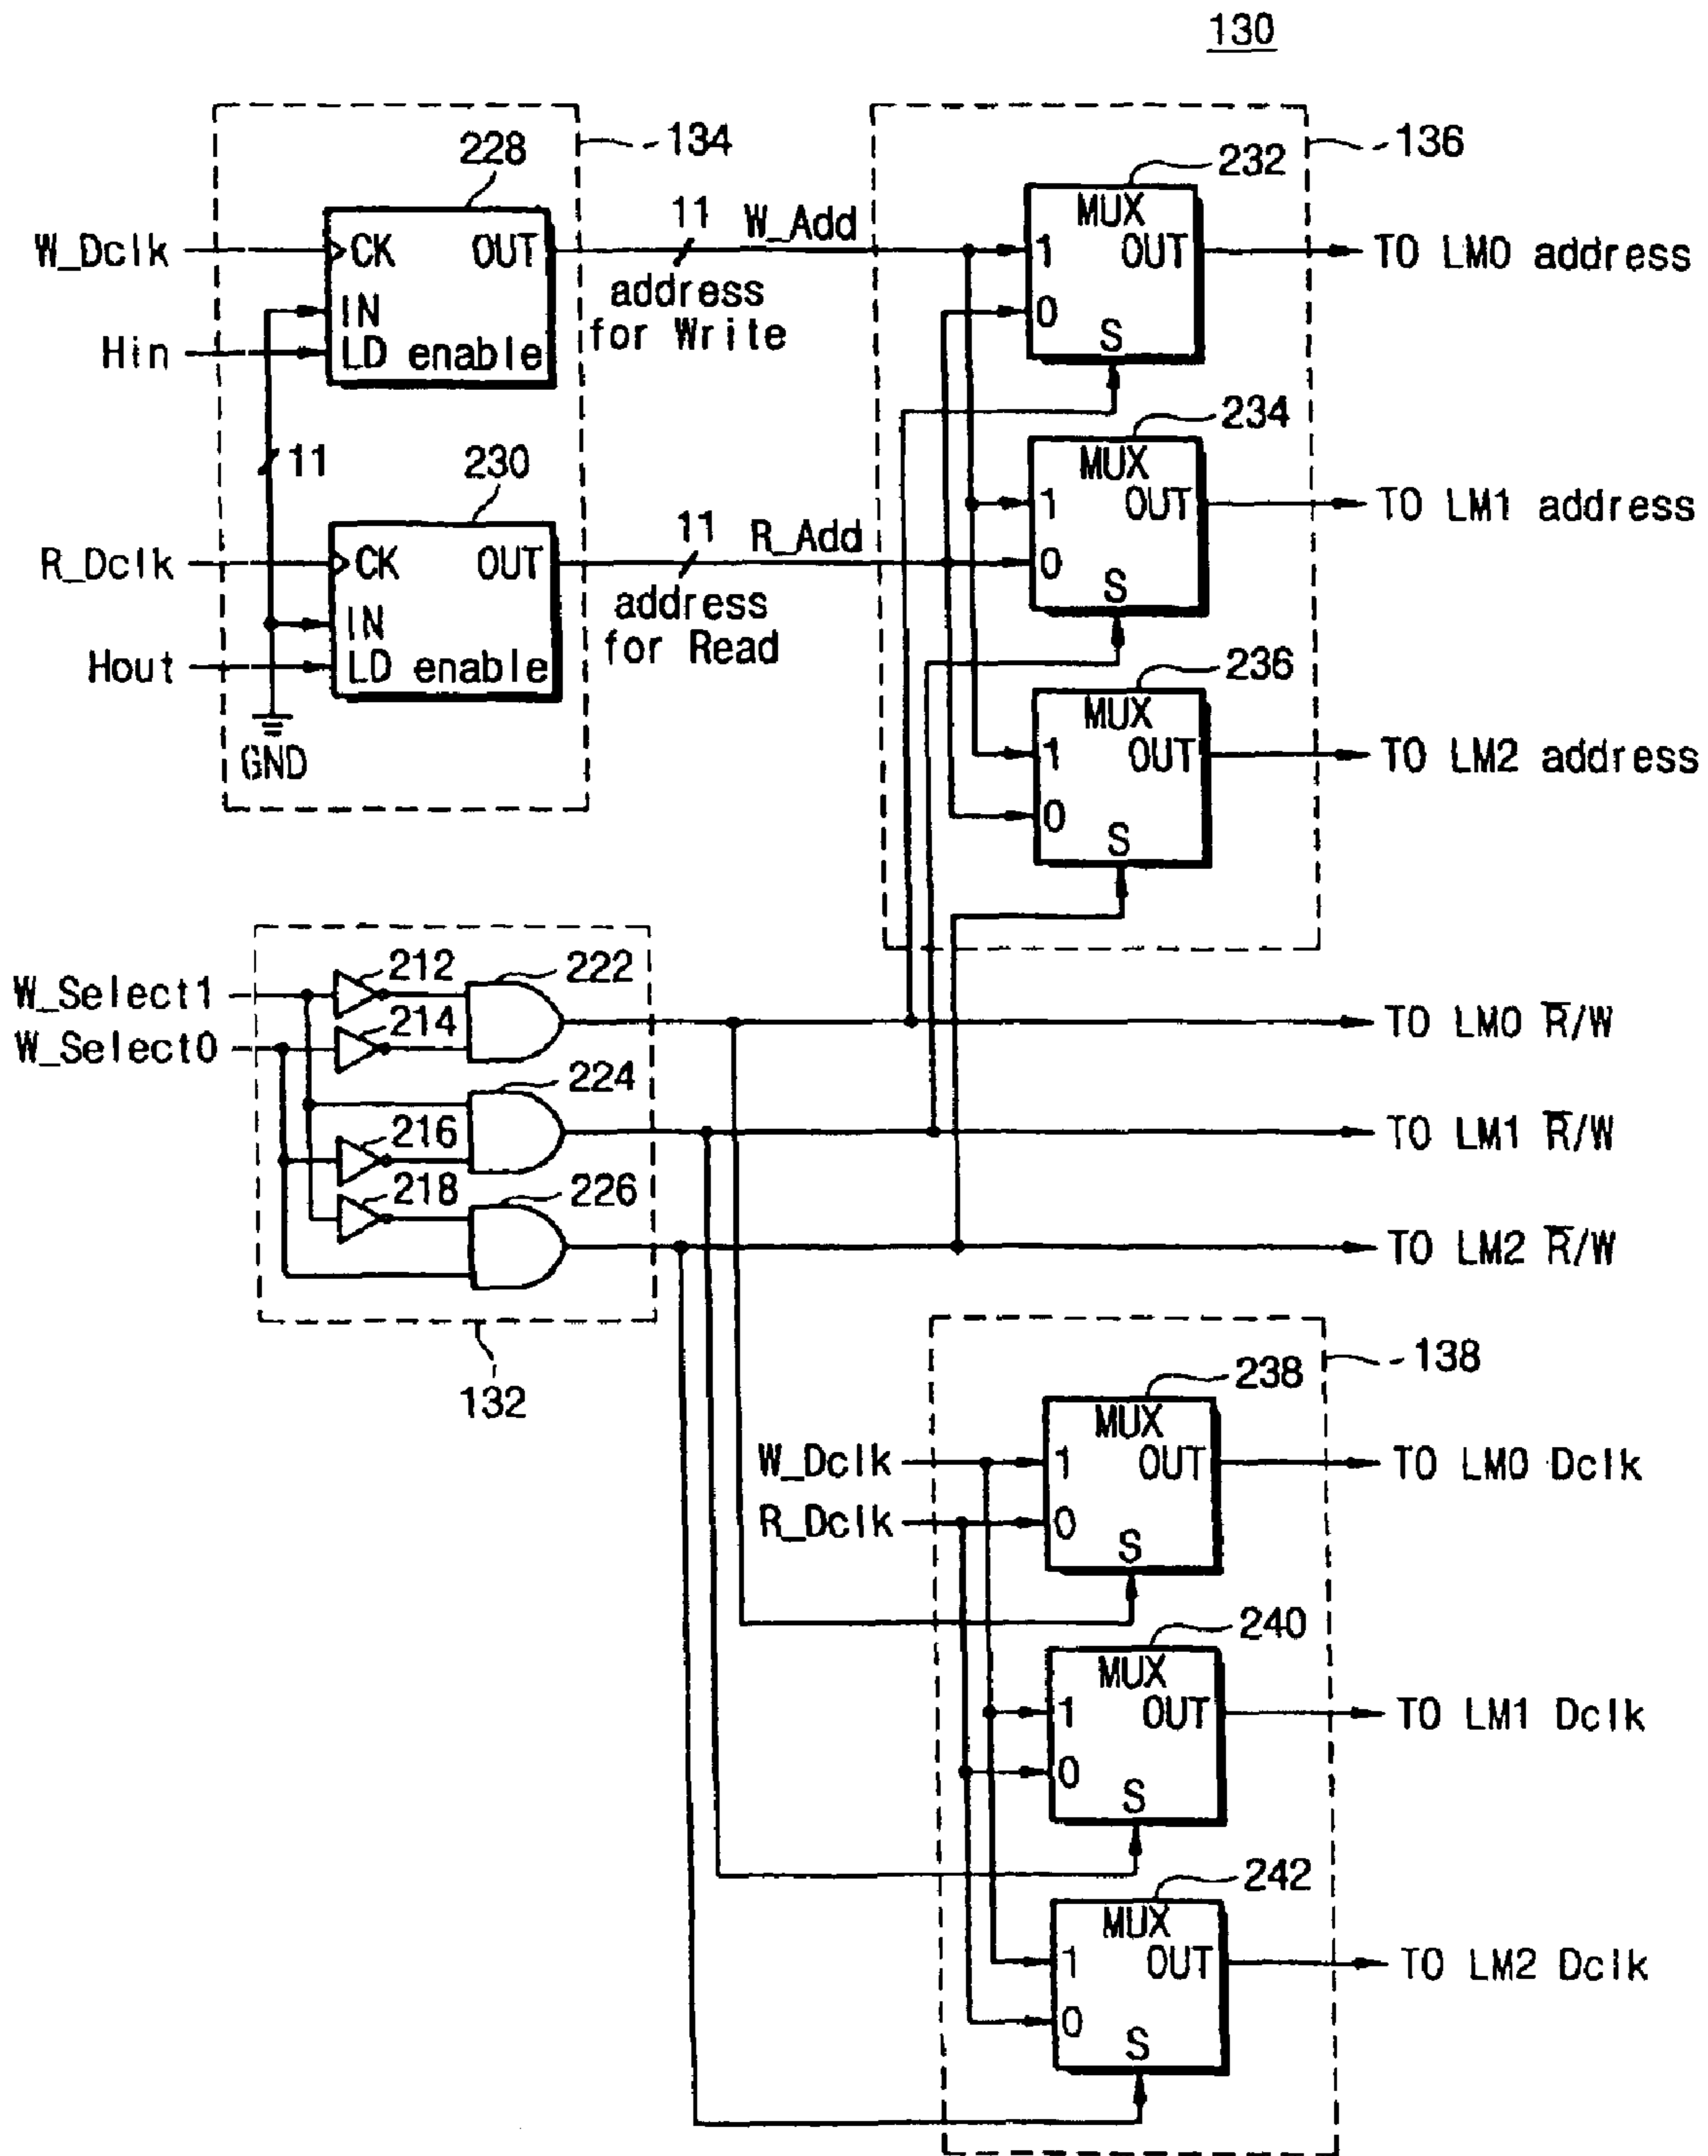 130
134
228
W_Dclk
CK OUT
IN
Hin
LD enable
11
W_Add
address
for Write
11
230
R_Dclk
CK OUT
IN
Hout
LD enable
GND
11
R_Add
address
for Read
136
232
MUX
1 OUT
0
S
TO LM0 address
234
MUX
1 OUT
0
S
TO LM1 address
236
MUX
1 OUT
0
S
TO LM2 address
W_Select1
W_Select0
212
222
214
224
216
218
226
132
TO LM0 R̅/W
TO LM1 R̅/W
TO LM2 R̅/W
138
238
W_Dclk
R_Dclk
MUX
1 OUT
0
S
TO LM0 Dclk
240
MUX
1 OUT
0
S
TO LM1 Dclk
242
MUX
1 OUT
0
S
TO LM2 Dclk